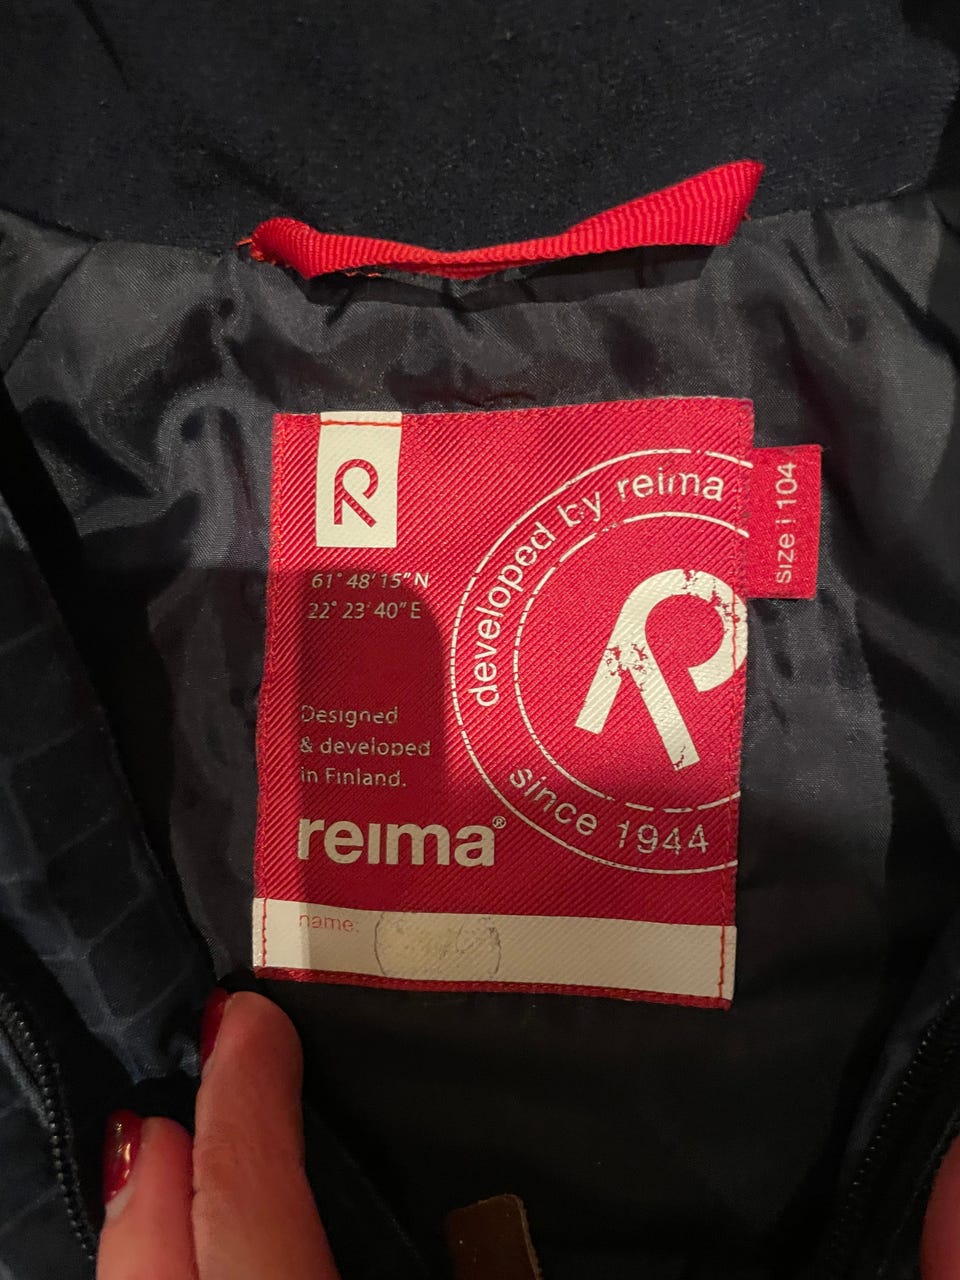 61° 48' 15" N
22° 23' 40" E
developed by reima
since 1944
size | 104
Designed
& developed
in Finland.
reima®
name: